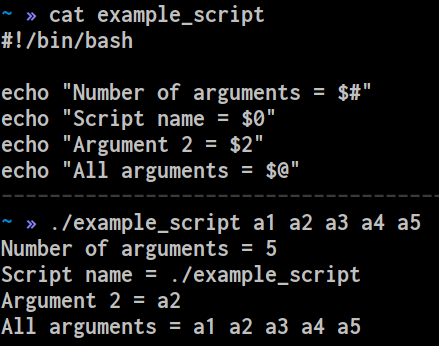 ~ » cat example_script
#!/bin/bash
echo "Number of arguments = $#"
echo "Script name = $0"
echo "Argument 2 = $2"
echo "All arguments = $@"
~ » ./example_script a1 a2 a3 a4 a5
Number of arguments = 5
Script name = ./example_script
Argument 2 = a2
All arguments = a1 a2 a3 a4 a5